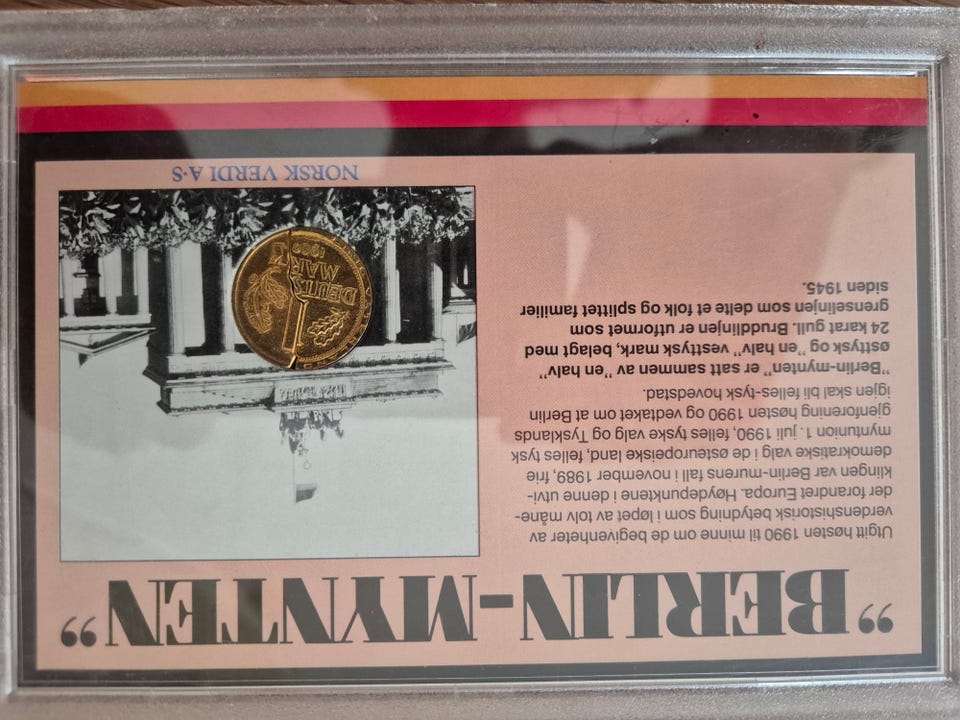 ”BERLIN-MYNTEN”
Utgitt høsten 1990 til minne om de begivenheter av
verdenshistorisk betydning som i løpet av tolv måne-
der forandret Europa. Høydepunktene i denne utvi-
klingen var Berlin-murens fall i november 1989, frie,
demokratiske valg i de østeuropeiske land, felles tysk
myntunion 1. juli 1990, felles tyske valg og Tysklands
gjenforening høsten 1990 og vedtaket om at Berlin
igjen skal bli felles-tysk hovedstad.
”Berlin-mynten” er satt sammen av ”en halv”
østtysk og ”en halv” vesttysk mark, belagt med
24 karat gull. Bruddlinjen er utformet som
grenselinjen som delte et folk og splittet familier
siden 1945.
DEUTS
MAR
NORSK VERDI A·S